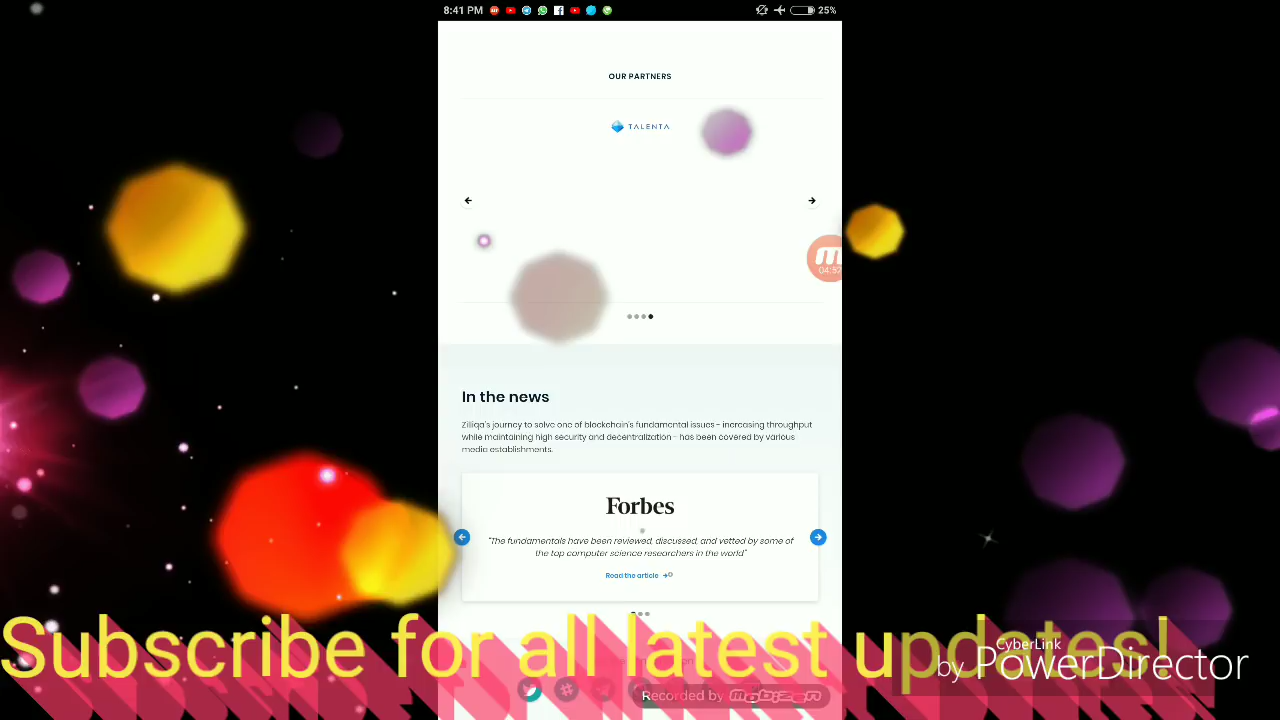 8:41 PM
25%
OUR PARTNERS
TALENTA
04:32
In the news
Zilliqa's journey to solve one of blockchain's fundamental issues - increasing throughput
while maintaining high security and decentralization - has been covered by various
media establishments.
Forbes
"The fundamentals have been reviewed, discussed, and vetted by some of
the top computer science researchers in the world"
Read the article
Subscribe for all latest updates!
CyberLink
by PowerDirector
Recorded by